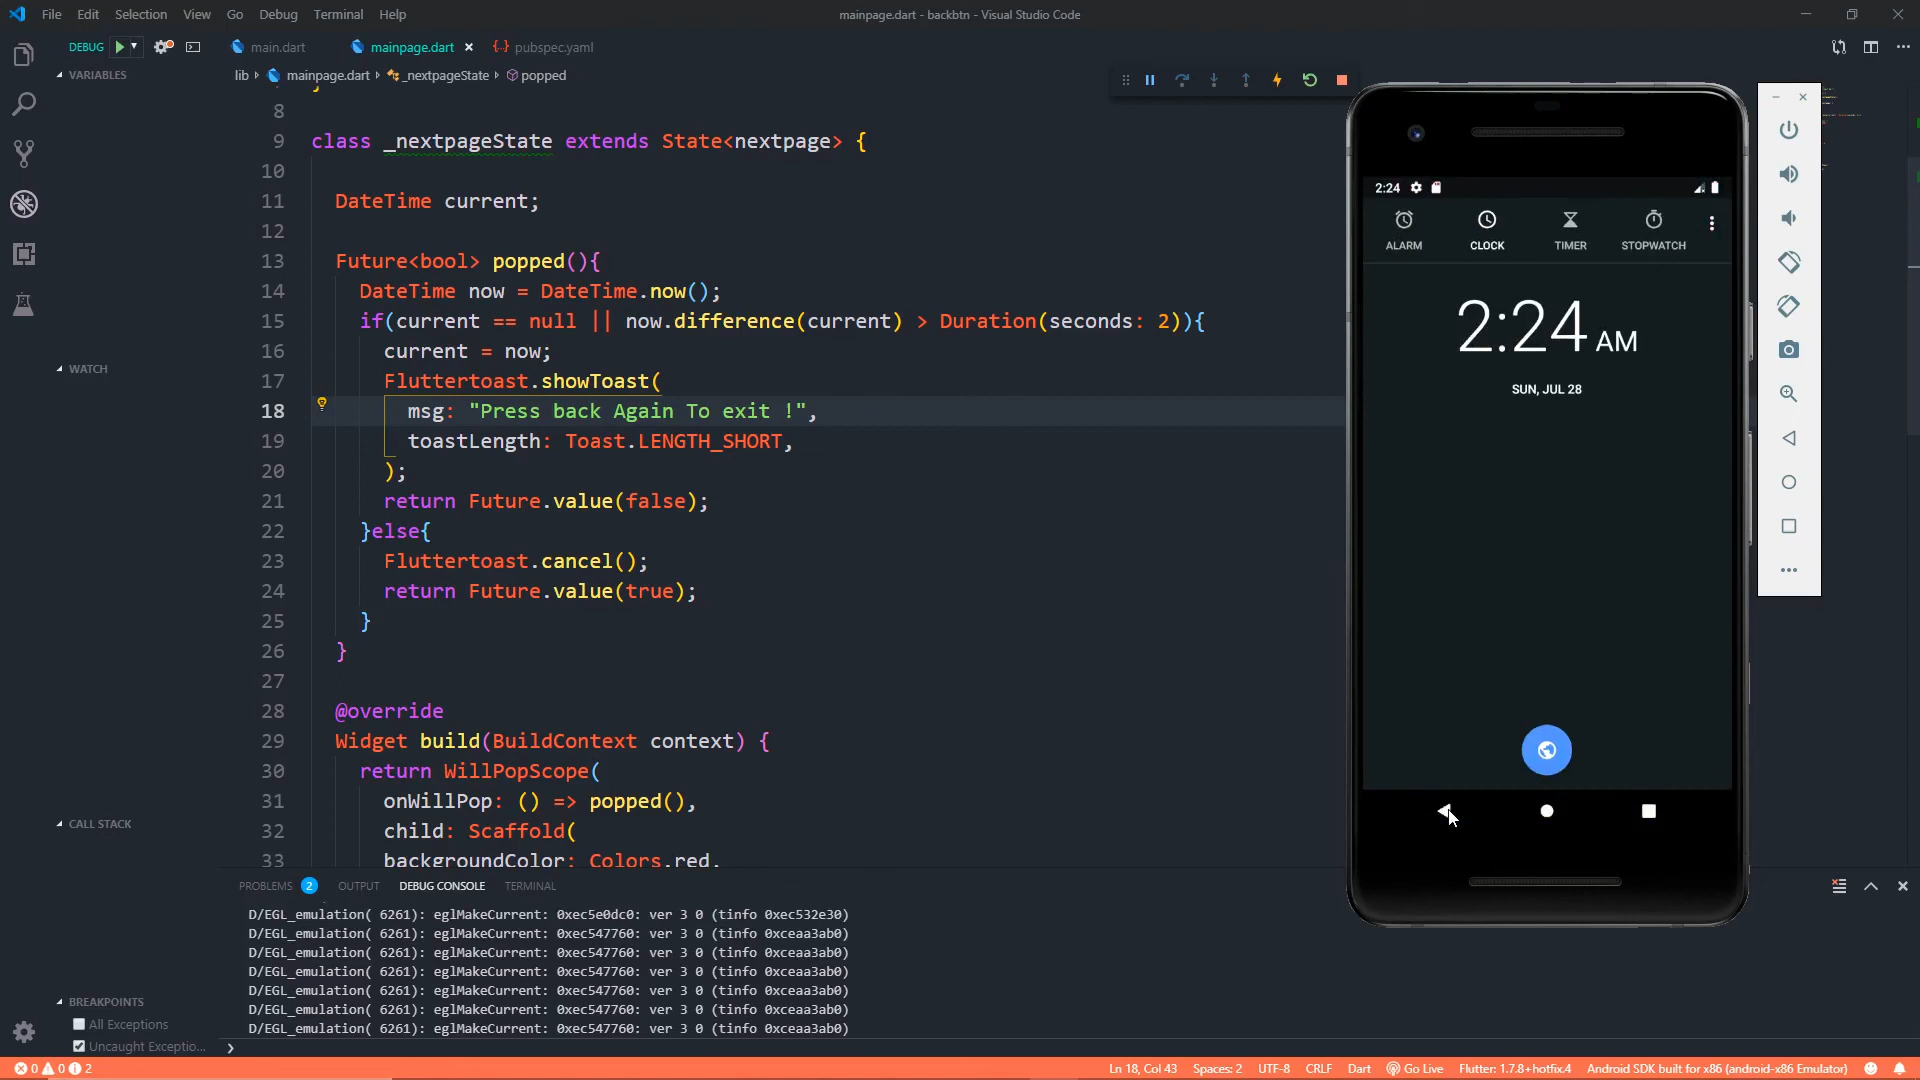 File Edit Selection View Go Debug Terminal Help
mainpage.dart - backbtn - Visual Studio Code
DEBUG
main.dart
mainpage.dart
pubspec.yaml
VARIABLES
lib
mainpage.dart
_nextpageState
popped
8
9 class _nextpageState extends State<nextpage> {
10
11 DateTime current;
12
13 Future<bool> popped(){
14 DateTime now = DateTime.now();
15 if(current == null || now.difference(current) > Duration(seconds: 2)){
16 current = now;
17 Fluttertoast.showToast(
18 msg: "Press back Again To exit !",
19 toastLength: Toast.LENGTH_SHORT,
20 );
21 return Future.value(false);
22 }else{
23 Fluttertoast.cancel();
24 return Future.value(true);
25 }
26 }
27
28 @override
29 Widget build(BuildContext context) {
30 return WillPopScope(
31 onWillPop: () => popped(),
32 child: Scaffold(
33 backgroundColor: Colors.red,
WATCH
CALL STACK
BREAKPOINTS
All Exceptions
Uncaught Exceptio...
2:24
ALARM
CLOCK
TIMER
STOPWATCH
2:24 AM
SUN, JUL 28
PROBLEMS 2 OUTPUT DEBUG CONSOLE TERMINAL
D/EGL_emulation( 6261): eglMakeCurrent: 0xec5e0dc0: ver 3 0 (tinfo 0xec532e30)
D/EGL_emulation( 6261): eglMakeCurrent: 0xec547760: ver 3 0 (tinfo 0xceaa3ab0)
D/EGL_emulation( 6261): eglMakeCurrent: 0xec547760: ver 3 0 (tinfo 0xceaa3ab0)
D/EGL_emulation( 6261): eglMakeCurrent: 0xec547760: ver 3 0 (tinfo 0xceaa3ab0)
D/EGL_emulation( 6261): eglMakeCurrent: 0xec547760: ver 3 0 (tinfo 0xceaa3ab0)
D/EGL_emulation( 6261): eglMakeCurrent: 0xec547760: ver 3 0 (tinfo 0xceaa3ab0)
D/EGL_emulation( 6261): eglMakeCurrent: 0xec547760: ver 3 0 (tinfo 0xceaa3ab0)
0 0 2
Ln 18, Col 43 Spaces: 2 UTF-8 CRLF Dart Go Live Flutter: 1.7.8+hotfix.4 Android SDK built for x86 (android-x86 Emulator)